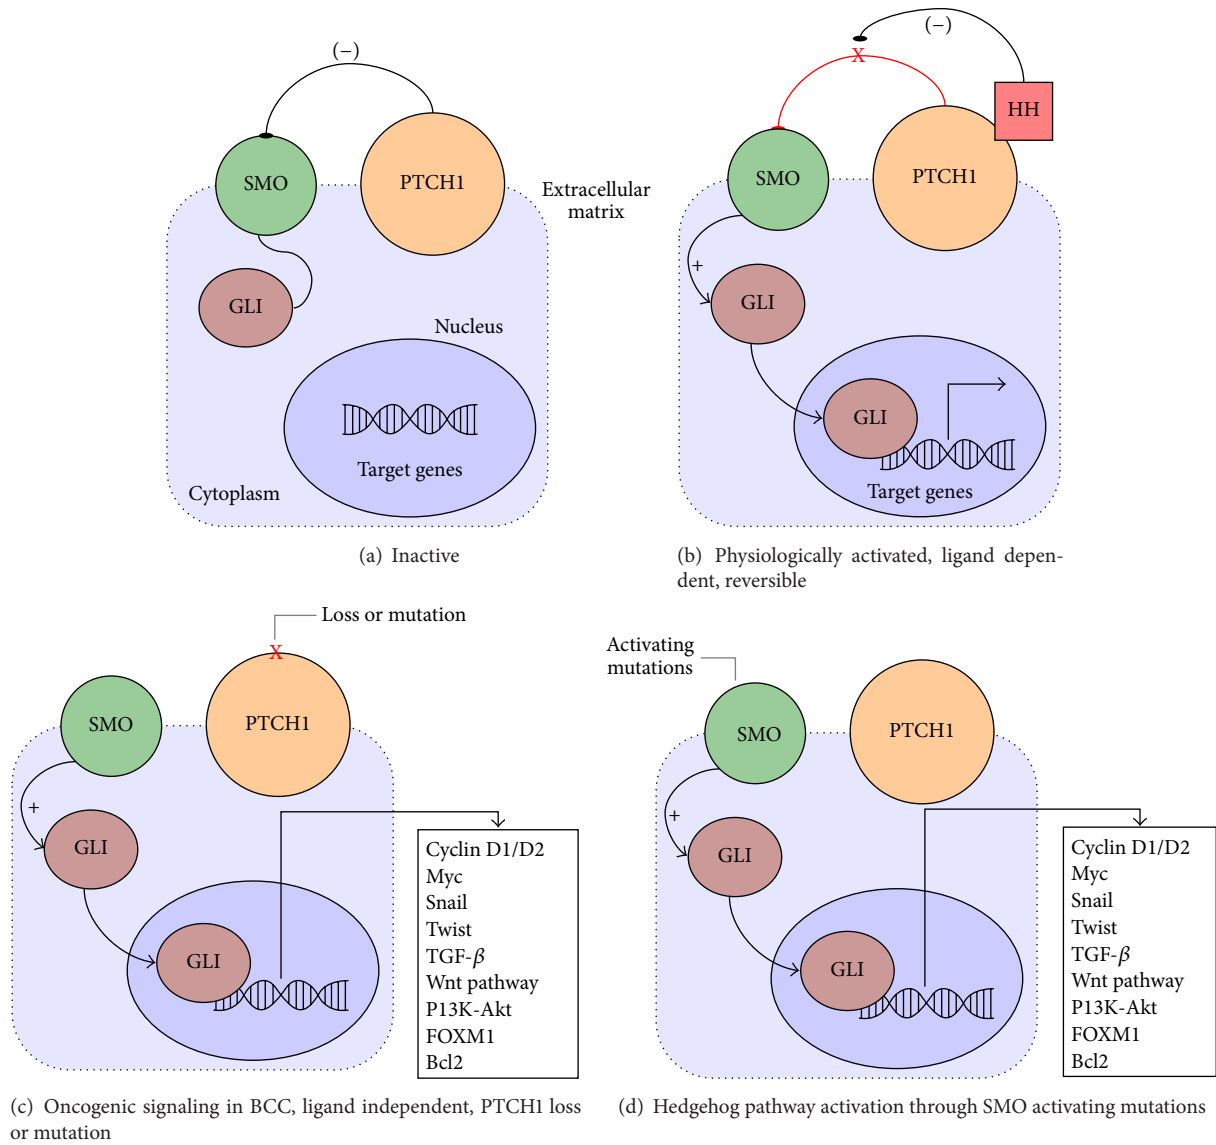 (−)
SMO
PTCH1
GLI
Nucleus
Target genes
Cytoplasm
Extracellular
matrix
(a) Inactive
(−)
X
HH
SMO
PTCH1
+
GLI
GLI
Target genes
(b) Physiologically activated, ligand depen-
dent, reversible
Loss or mutation
X
SMO
PTCH1
+
GLI
GLI
Cyclin D1/D2
Myc
Snail
Twist
TGF-β
Wnt pathway
P13K-Akt
FOXM1
Bcl2
(c) Oncogenic signaling in BCC, ligand independent, PTCH1 loss
or mutation
Activating
mutations
SMO
PTCH1
+
GLI
GLI
Cyclin D1/D2
Myc
Snail
Twist
TGF-β
Wnt pathway
P13K-Akt
FOXM1
Bcl2
(d) Hedgehog pathway activation through SMO activating mutations